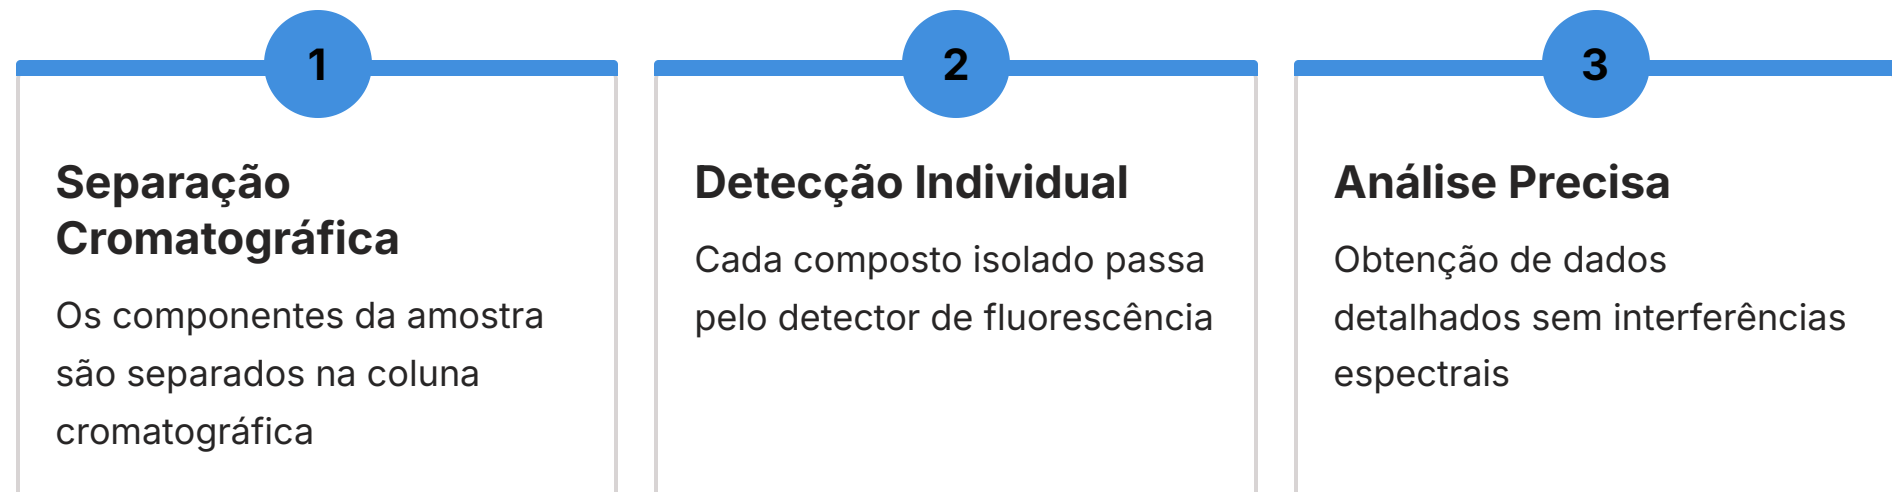 1
Separação
Cromatográfica
Os componentes da amostra
são separados na coluna
cromatográfica
2
Detecção Individual
Cada composto isolado passa
pelo detector de fluorescência
3
Análise Precisa
Obtenção de dados
detalhados sem interferências
espectrais